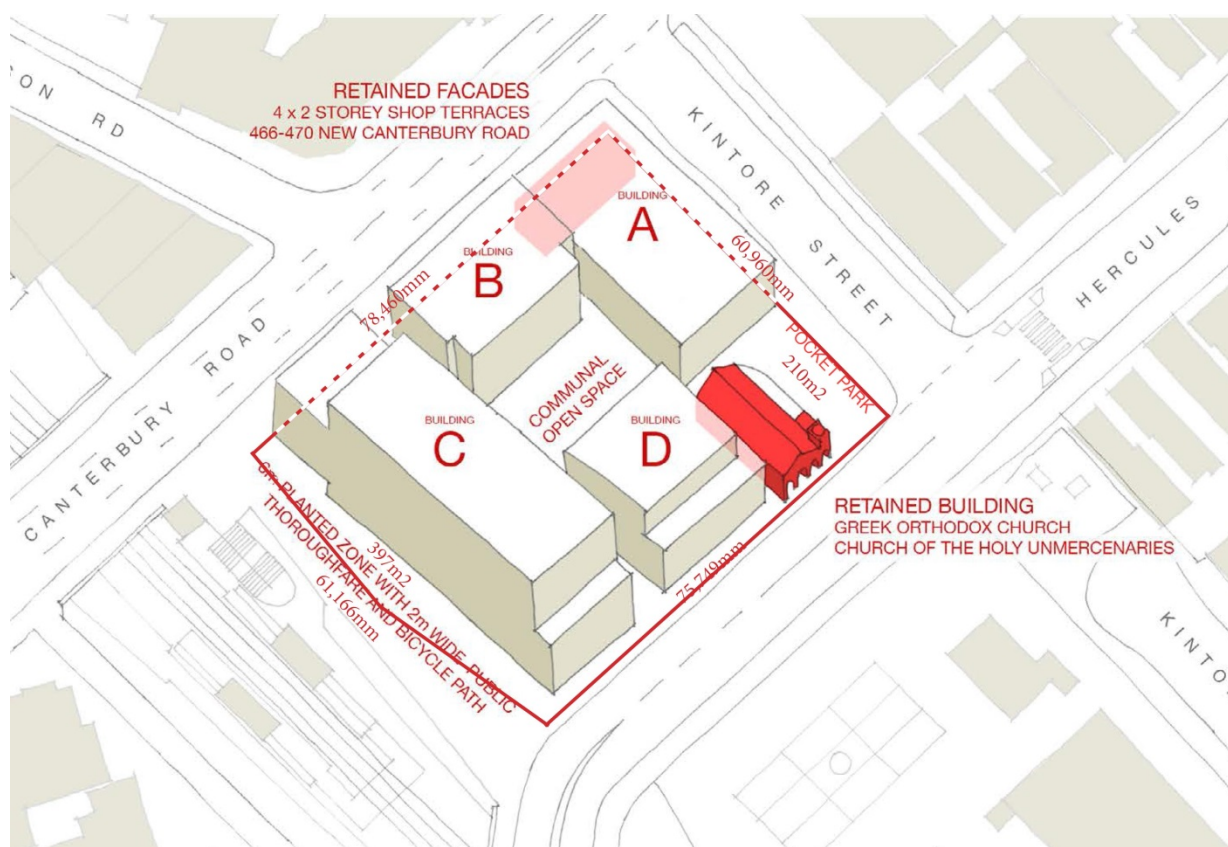 RETAINED FACADES
4 x 2 STOREY SHOP TERRACES
466-470 NEW CANTERBURY ROAD
ON RD
KINTORE STREET
HERCULES
BUILDING
A
BUILDING
B
60,960mm
78,460mm
CANTERBURY ROAD
POCKET PARK
210m2
COMMUNAL
OPEN SPACE
BUILDING
C
BUILDING
D
RETAINED BUILDING
GREEK ORTHODOX CHURCH
CHURCH OF THE HOLY UNMERCENARIES
6m PLANTED ZONE WITH 2m WIDE PUBLIC
THOROUGHFARE AND BICYCLE PATH
397m2
61,166mm
75,749mm
KINTO